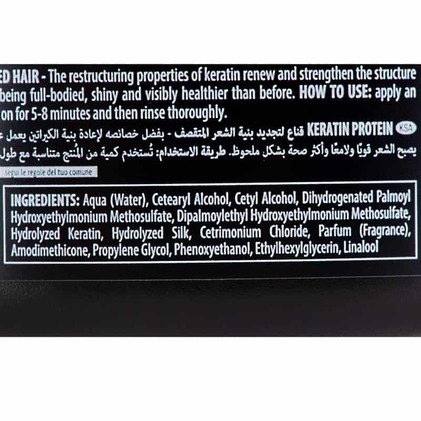 ED HAIR - The restructuring properties of keratin renew and strengthen the structure
being full-bodied, shiny and visibly healthier than before. HOW TO USE: apply an
on for 5-8 minutes and then rinse thoroughly.
KSA KERATIN PROTEIN قناع لتجديد بنية الشعر المتقصف - بفضل خصائصه لإعادة بنية الكيراتين يعمل
يصبح الشعر قويًا ولامعًا وأكثر صحة بشكل ملحوظ. طريقة الاستخدام: تُستخدم كمية من المُنتج متناسبة مع طول
segui le regole del tuo comune
INGREDIENTS: Aqua (Water), Cetearyl Alcohol, Cetyl Alcohol, Dihydrogenated Palmoyl
Hydroxyethylmonium Methosulfate, Dipalmoylethyl Hydroxyethylmonium Methosulfate,
Hydrolyzed Keratin, Hydrolyzed Silk, Cetrimonium Chloride, Parfum (Fragrance),
Amodimethicone, Propylene Glycol, Phenoxyethanol, Ethylhexylglycerin, Linalool